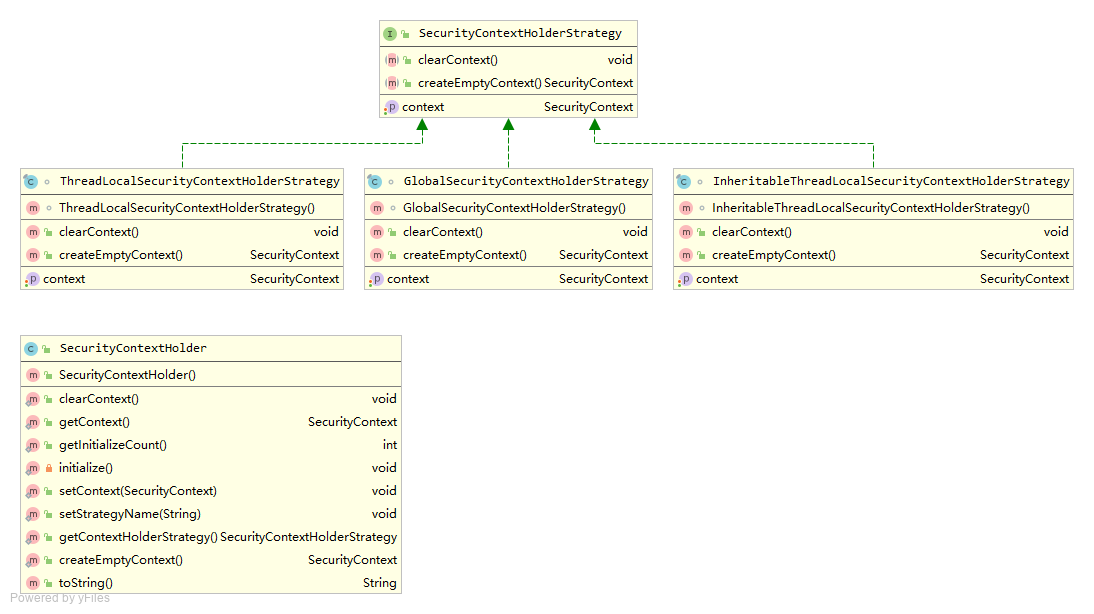 SecurityContextHolderStrategy
clearContext() void
createEmptyContext() SecurityContext
context SecurityContext
ThreadLocalSecurityContextHolderStrategy
ThreadLocalSecurityContextHolderStrategy()
clearContext() void
createEmptyContext() SecurityContext
context SecurityContext
GlobalSecurityContextHolderStrategy
GlobalSecurityContextHolderStrategy()
clearContext() void
createEmptyContext() SecurityContext
context SecurityContext
InheritableThreadLocalSecurityContextHolderStrategy
InheritableThreadLocalSecurityContextHolderStrategy()
clearContext() void
createEmptyContext() SecurityContext
context SecurityContext
SecurityContextHolder
SecurityContextHolder()
clearContext() void
getContext() SecurityContext
getInitializeCount() int
initialize() void
setContext(SecurityContext) void
setStrategyName(String) void
getContextHolderStrategy() SecurityContextHolderStrategy
createEmptyContext() SecurityContext
toString() String
Powered by yFiles